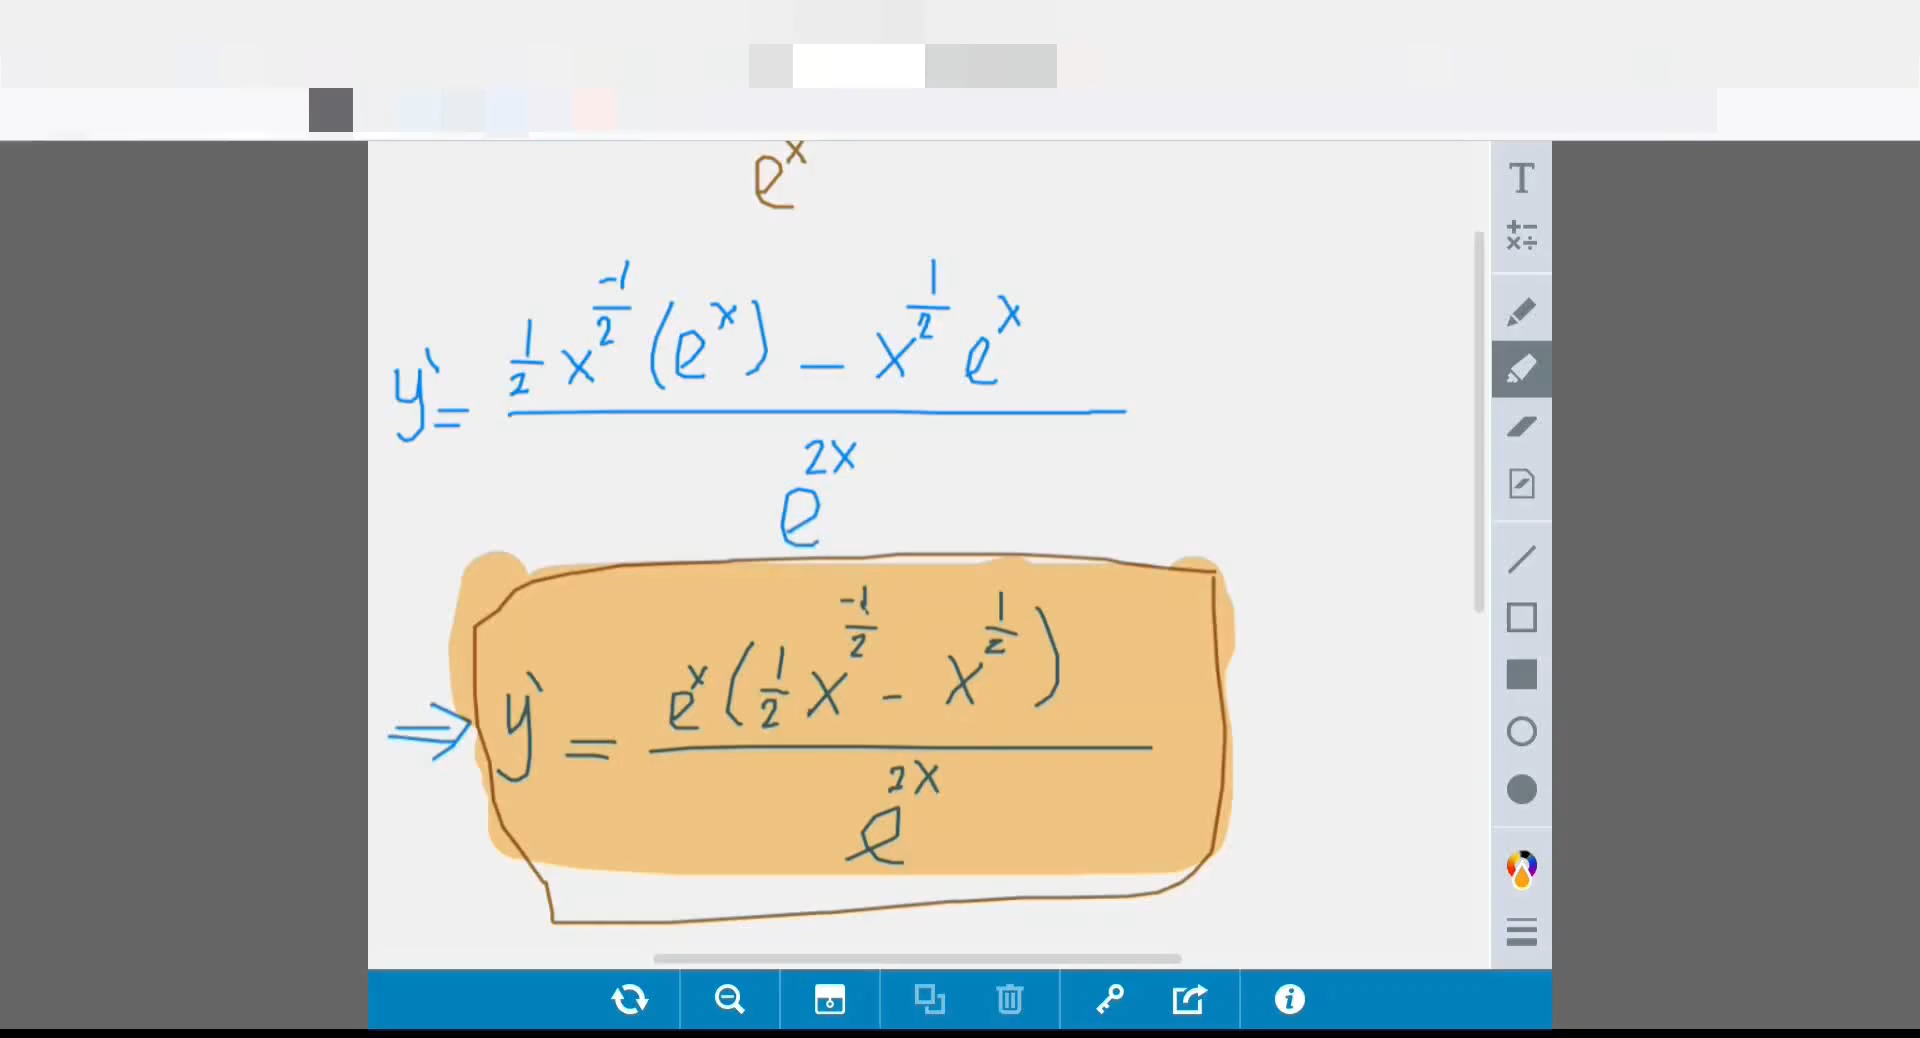 e^x
y' = (1/2 x^(-1/2) (e^x) - x^(1/2) e^x) / e^(2x)
⇒ y' = (e^x (1/2 x^(-1/2) - x^(1/2))) / e^(2x)